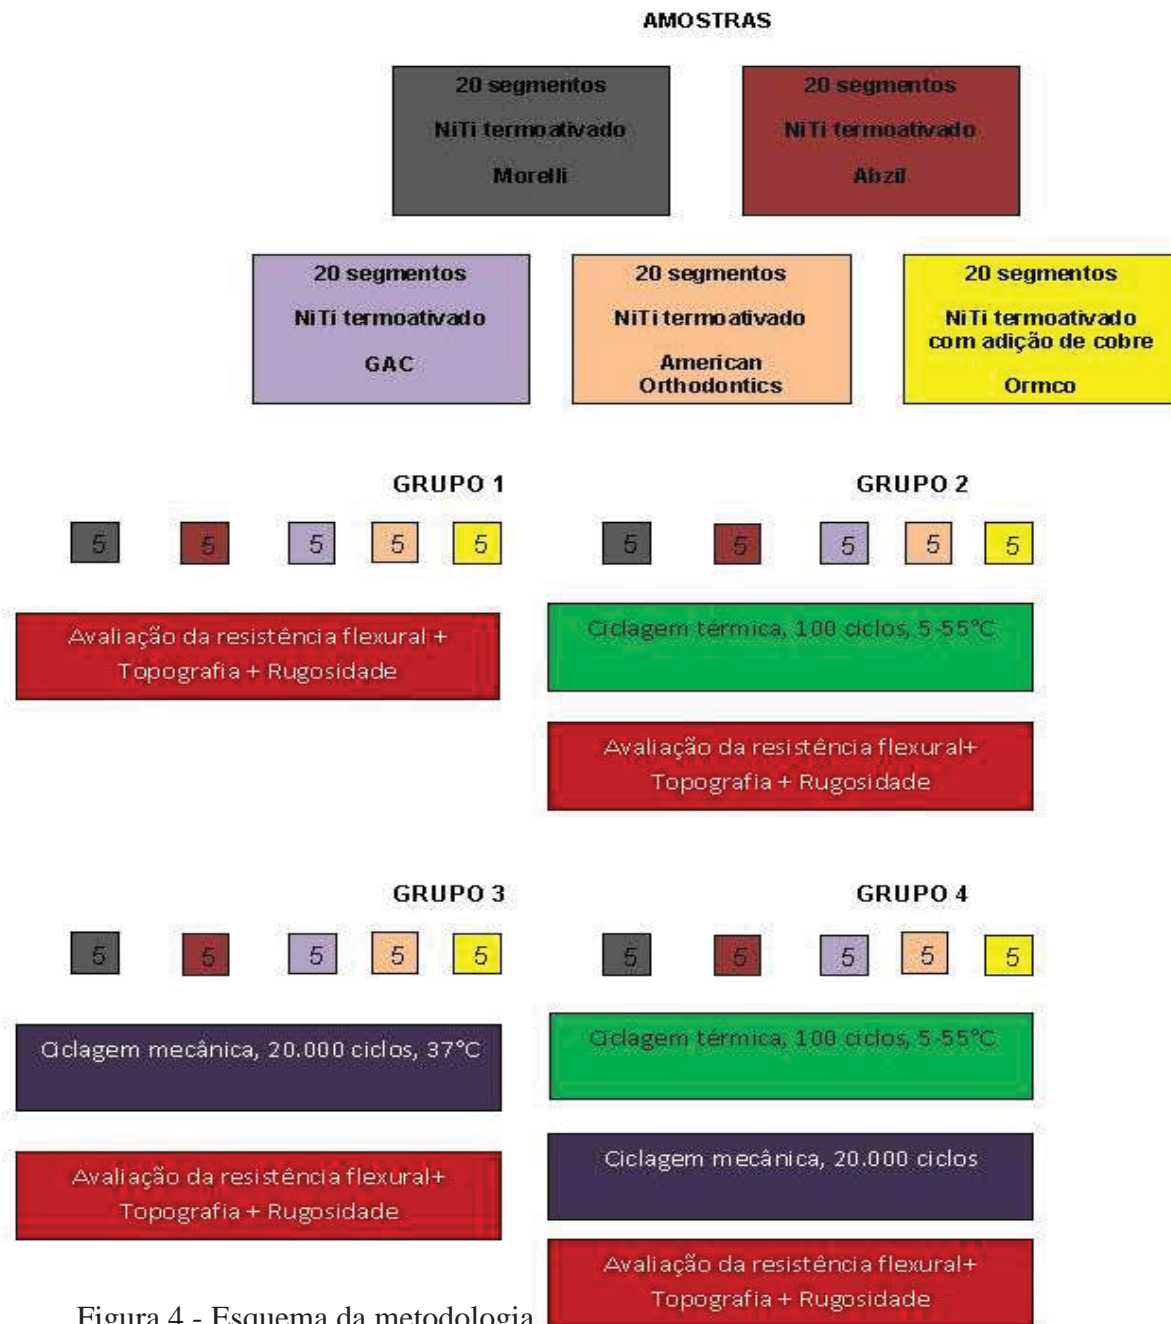 AMOSTRAS
20 segmentos
NiTi termoativado
Morelli
20 segmentos
NiTi termoativado
Abzil
20 segmentos
NiTi termoativado
GAC
20 segmentos
NiTi termoativado
American
Orthodontics
20 segmentos
NiTi termoativado
com adição de cobre
Ormco
GRUPO 1
5 5 5 5 5
Avaliação da resistência flexural +
Topografia + Rugosidade
GRUPO 2
5 5 5 5 5
Ciclagem térmica, 100 ciclos, 5-55°C
Avaliação da resistência flexural+
Topografia + Rugosidade
GRUPO 3
5 5 5 5 5
Ciclagem mecânica, 20.000 ciclos, 37°C
Avaliação da resistência flexural+
Topografia + Rugosidade
GRUPO 4
5 5 5 5 5
Ciclagem térmica, 100 ciclos, 5-55°C
Ciclagem mecânica, 20.000 ciclos
Avaliação da resistência flexural+
Topografia + Rugosidade
Figura 4 - Esquema da metodologia